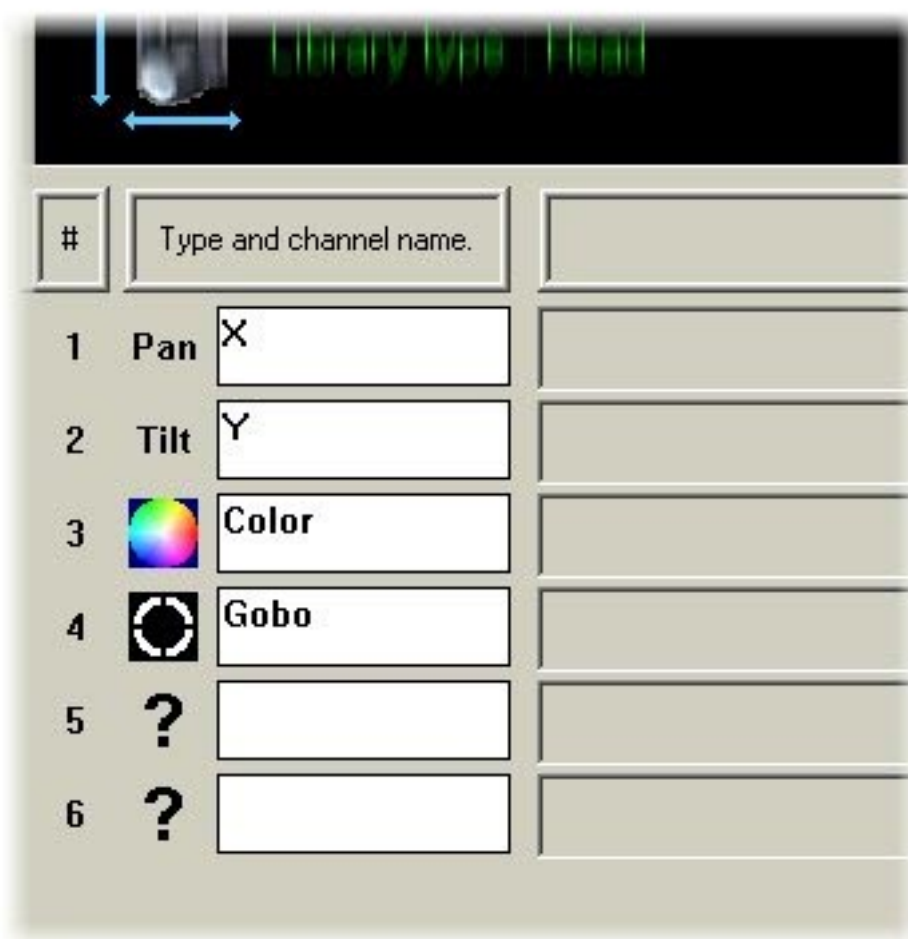 Library type : Head
# Type and channel name.
1 Pan X
2 Tilt Y
3 Color
4 Gobo
5 ?
6 ?